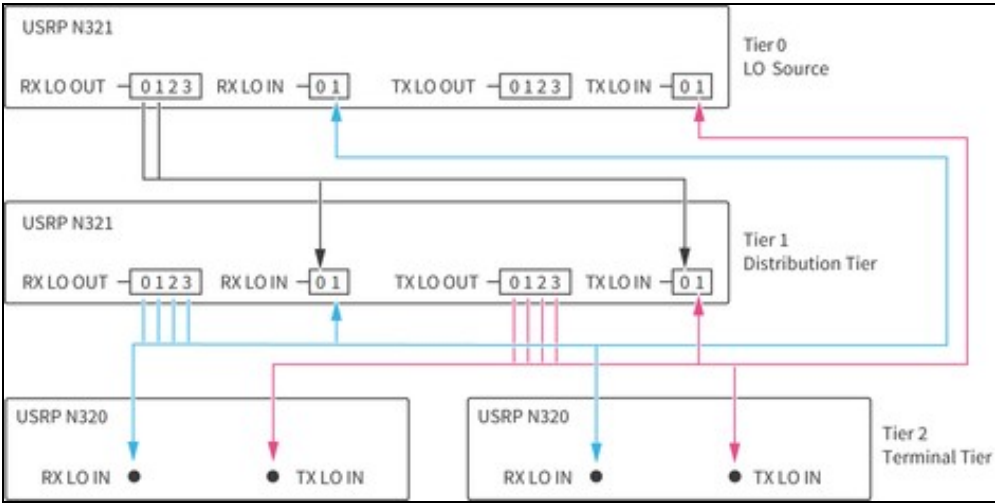 USRP N321
Tier 0
LO Source
RX LO OUT 0 1 2 3 RX LO IN 0 1 TX LO OUT 0 1 2 3 TX LO IN 0 1
USRP N321
Tier 1
Distribution Tier
RX LO OUT 0 1 2 3 RX LO IN 0 1 TX LO OUT 0 1 2 3 TX LO IN 0 1
USRP N320 USRP N320
Tier 2
Terminal Tier
RX LO IN TX LO IN RX LO IN TX LO IN